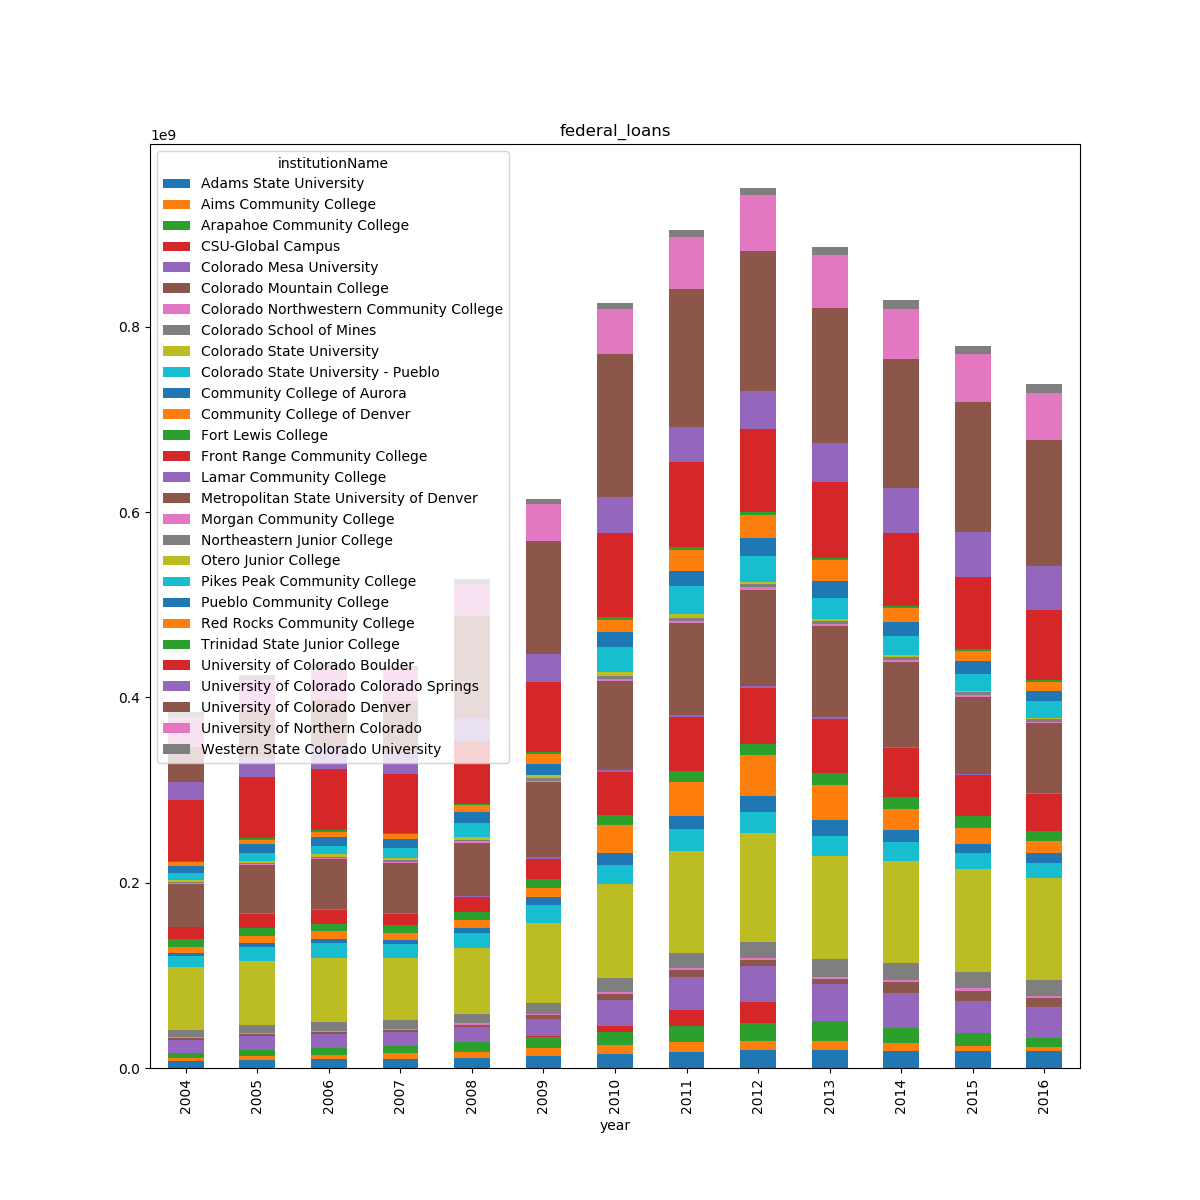 federal_loans
1e9
institutionName
Adams State University
Aims Community College
Arapahoe Community College
CSU-Global Campus
Colorado Mesa University
Colorado Mountain College
Colorado Northwestern Community College
Colorado School of Mines
Colorado State University
Colorado State University - Pueblo
Community College of Aurora
Community College of Denver
Fort Lewis College
Front Range Community College
Lamar Community College
Metropolitan State University of Denver
Morgan Community College
Northeastern Junior College
Otero Junior College
Pikes Peak Community College
Pueblo Community College
Red Rocks Community College
Trinidad State Junior College
University of Colorado Boulder
University of Colorado Colorado Springs
University of Colorado Denver
University of Northern Colorado
Western State Colorado University
0.8
0.6
0.4
0.2
0.0
2004 2005 2006 2007 2008 2009 2010 2011 2012 2013 2014 2015 2016
year